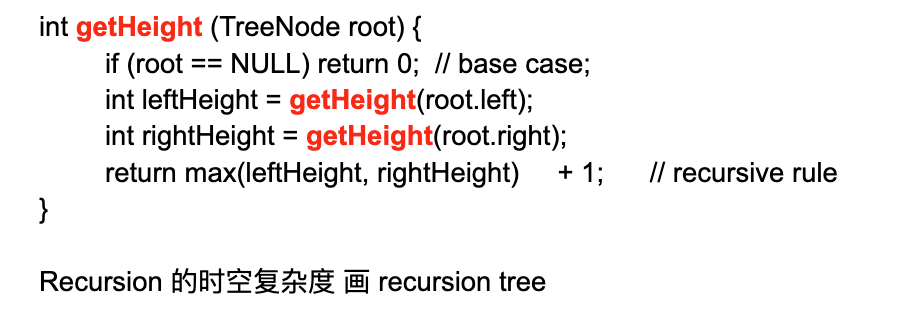 int getHeight (TreeNode root) {
if (root == NULL) return 0;  // base case;
int leftHeight = getHeight(root.left);
int rightHeight = getHeight(root.right);
return max(leftHeight, rightHeight)    + 1;     // recursive rule
}
Recursion 的时空复杂度 画 recursion tree